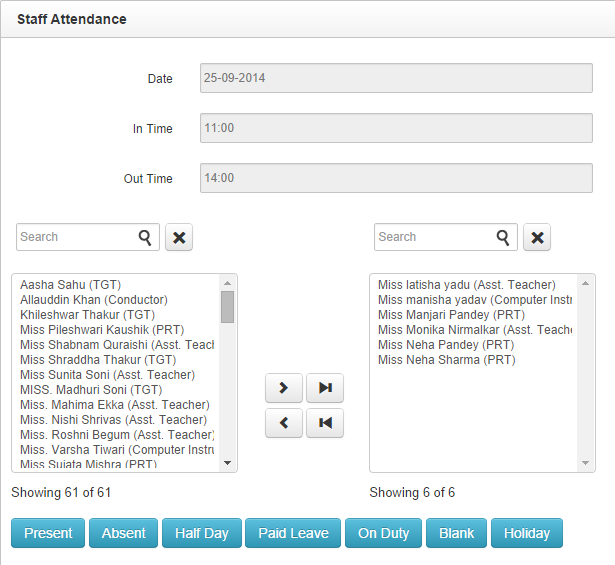 Staff Attendance
Date 25-09-2014
In Time 11:00
Out Time 14:00
Search Search
Aasha Sahu (TGT)
Allauddin Khan (Conductor)
Khileshwar Thakur (TGT)
Miss Pileshwari Kaushik (PRT)
Miss Shabnam Quraishi (Asst. Teach
Miss Shraddha Thakur (TGT)
Miss Sunita Soni (Asst. Teacher)
MISS. Madhuri Soni (TGT)
Miss. Mahima Ekka (Asst. Teacher)
Miss. Nishi Shrivas (Asst. Teacher)
Miss. Roshni Begum (Asst. Teacher)
Miss. Varsha Tiwari (Computer Instru
Miss Sujata Mishra (PRT)
Miss latisha yadu (Asst. Teacher)
Miss manisha yadav (Computer Instr
Miss Manjari Pandey (PRT)
Miss Monika Nirmalkar (Asst. Teache
Miss Neha Pandey (PRT)
Miss Neha Sharma (PRT)
Showing 61 of 61 Showing 6 of 6
Present Absent Half Day Paid Leave On Duty Blank Holiday